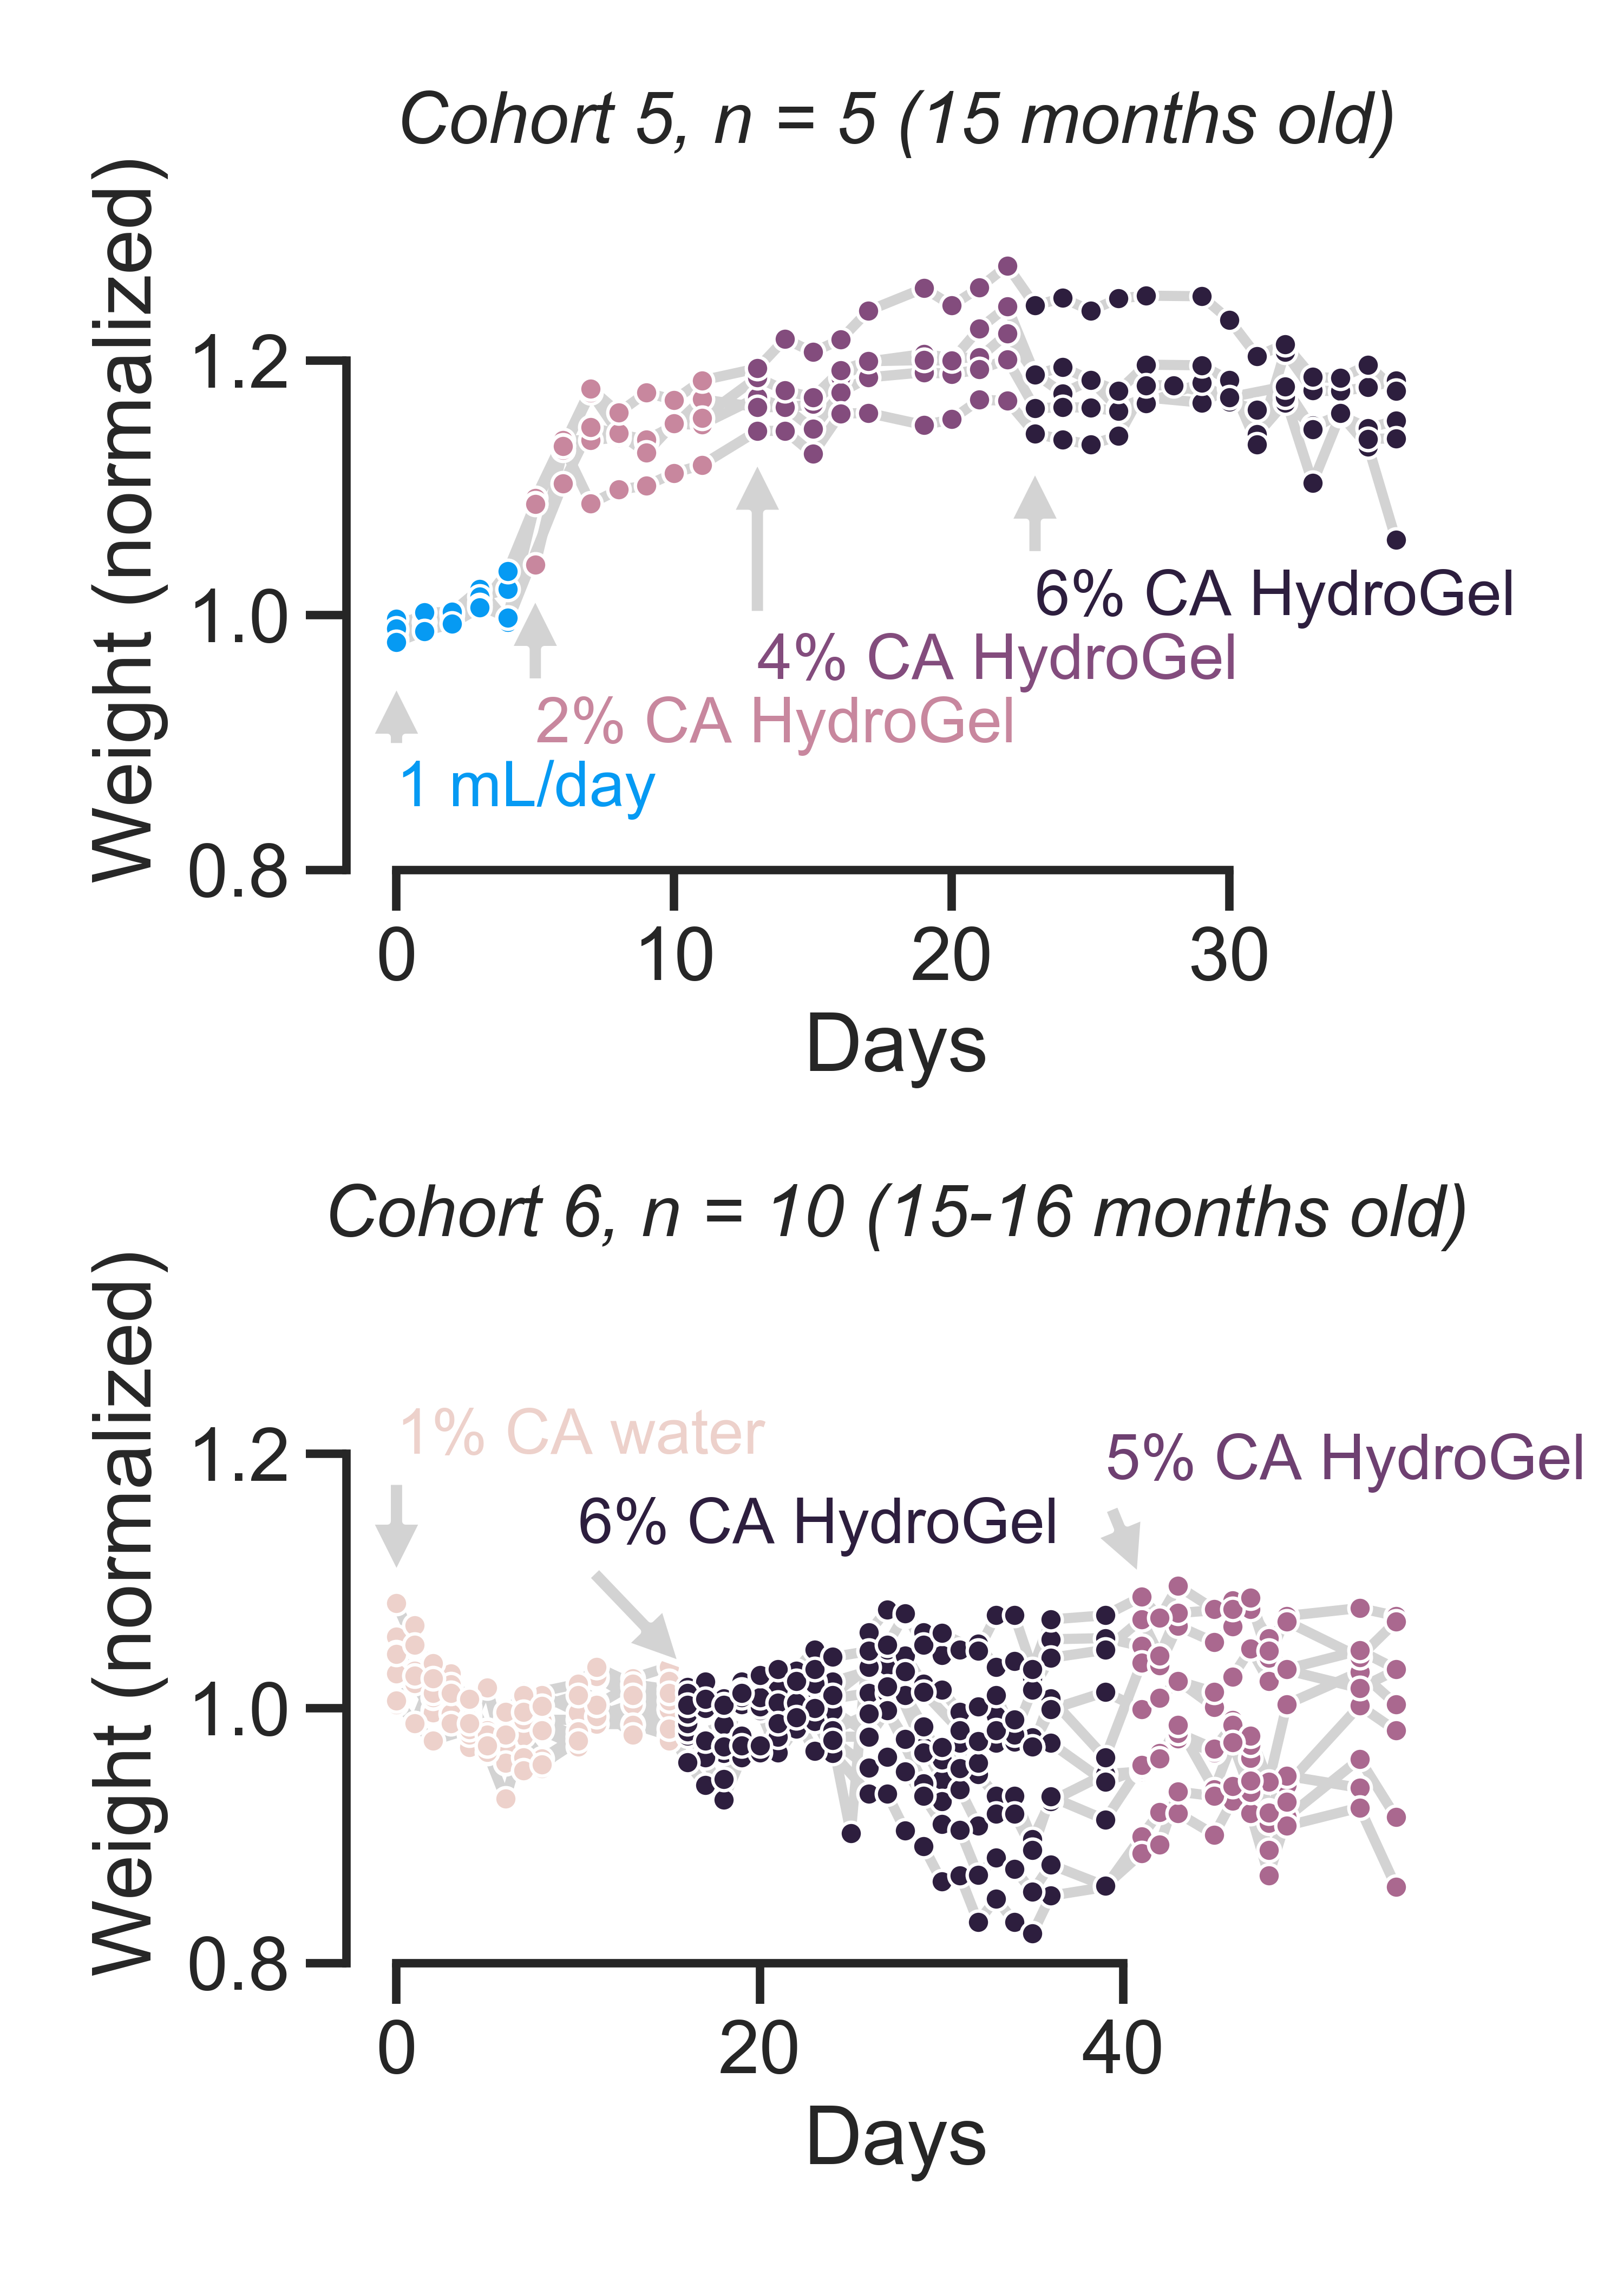 Cohort 5, n = 5 (15 months old)
Weight (normalized)
1.2
1.0
0.8
6% CA HydroGel
4% CA HydroGel
2% CA HydroGel
1 mL/day
0
10
20
30
Days
Cohort 6, n = 10 (15-16 months old)
Weight (normalized)
1.2
1.0
0.8
1% CA water
5% CA HydroGel
6% CA HydroGel
0
20
40
Days